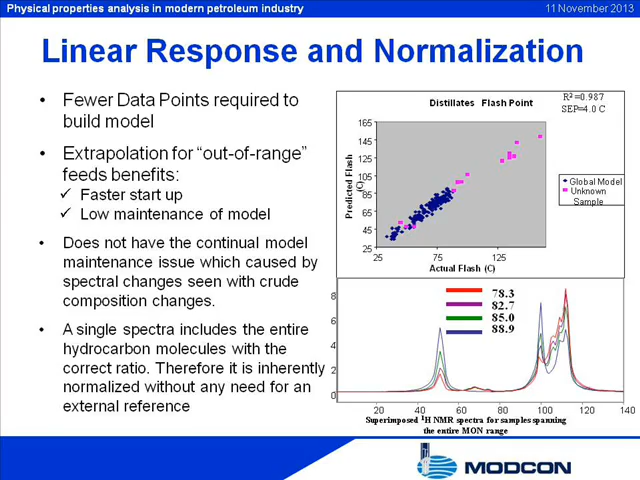 Physical properties analysis in modern petroleum industry
11 November 2013
Linear Response and Normalization
• Fewer Data Points required to
build model
• Extrapolation for “out-of-range”
feeds benefits:
✓ Faster start up
✓ Low maintenance of model
• Does not have the continual model
maintenance issue which caused by
spectral changes seen with crude
composition changes.
• A single spectra includes the entire
hydrocarbon molecules with the
correct ratio. Therefore it is inherently
normalized without any need for an
external reference
Distillates Flash Point
R²=0.987
SEP=4.0 C
Predicted Flash (C)
165
145
125
105
85
65
45
25
25 75 125
Actual Flash (C)
Global Model
Unknown
Sample
78.3
82.7
85.0
88.9
8
6
4
2
0
20 40 60 80 100 120 140
Superimposed ¹H NMR spectra for samples spanning
the entire MON range
MODCON